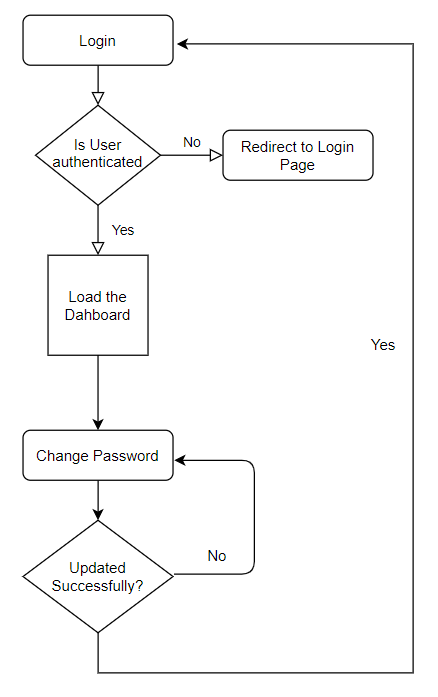 Login
Is User
authenticated
No
Redirect to Login
Page
Yes
Load the
Dahboard
Yes
Change Password
No
Updated
Successfully?